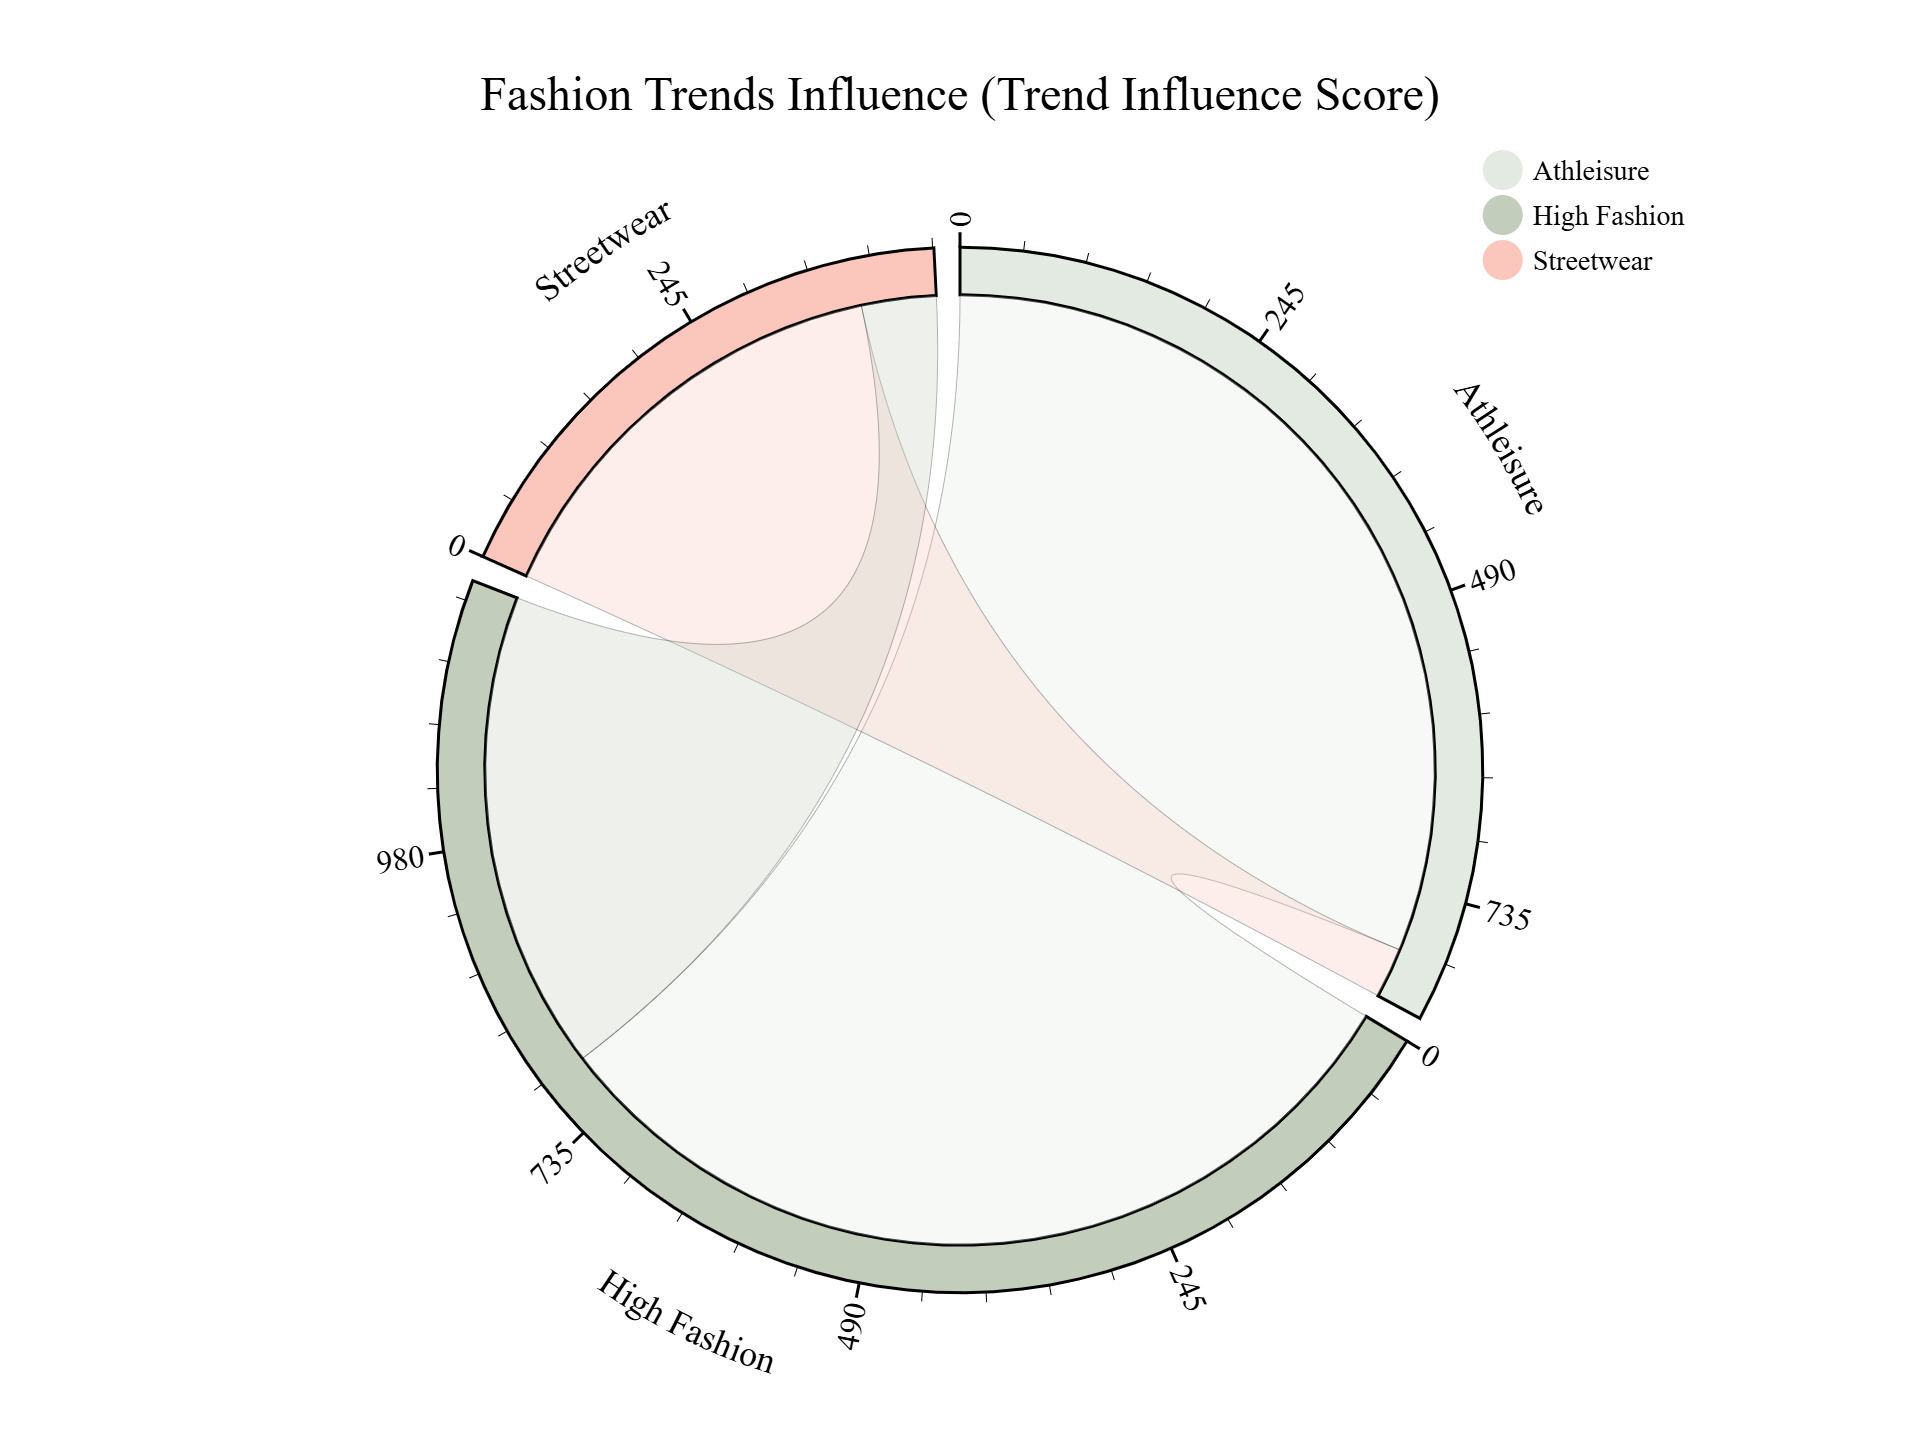 Fashion Trends Influence (Trend Influence Score)
Athleisure
High Fashion
Streetwear
0
245
490
735
Athleisure
0
245
490
735
980
High Fashion
0
245
Streetwear